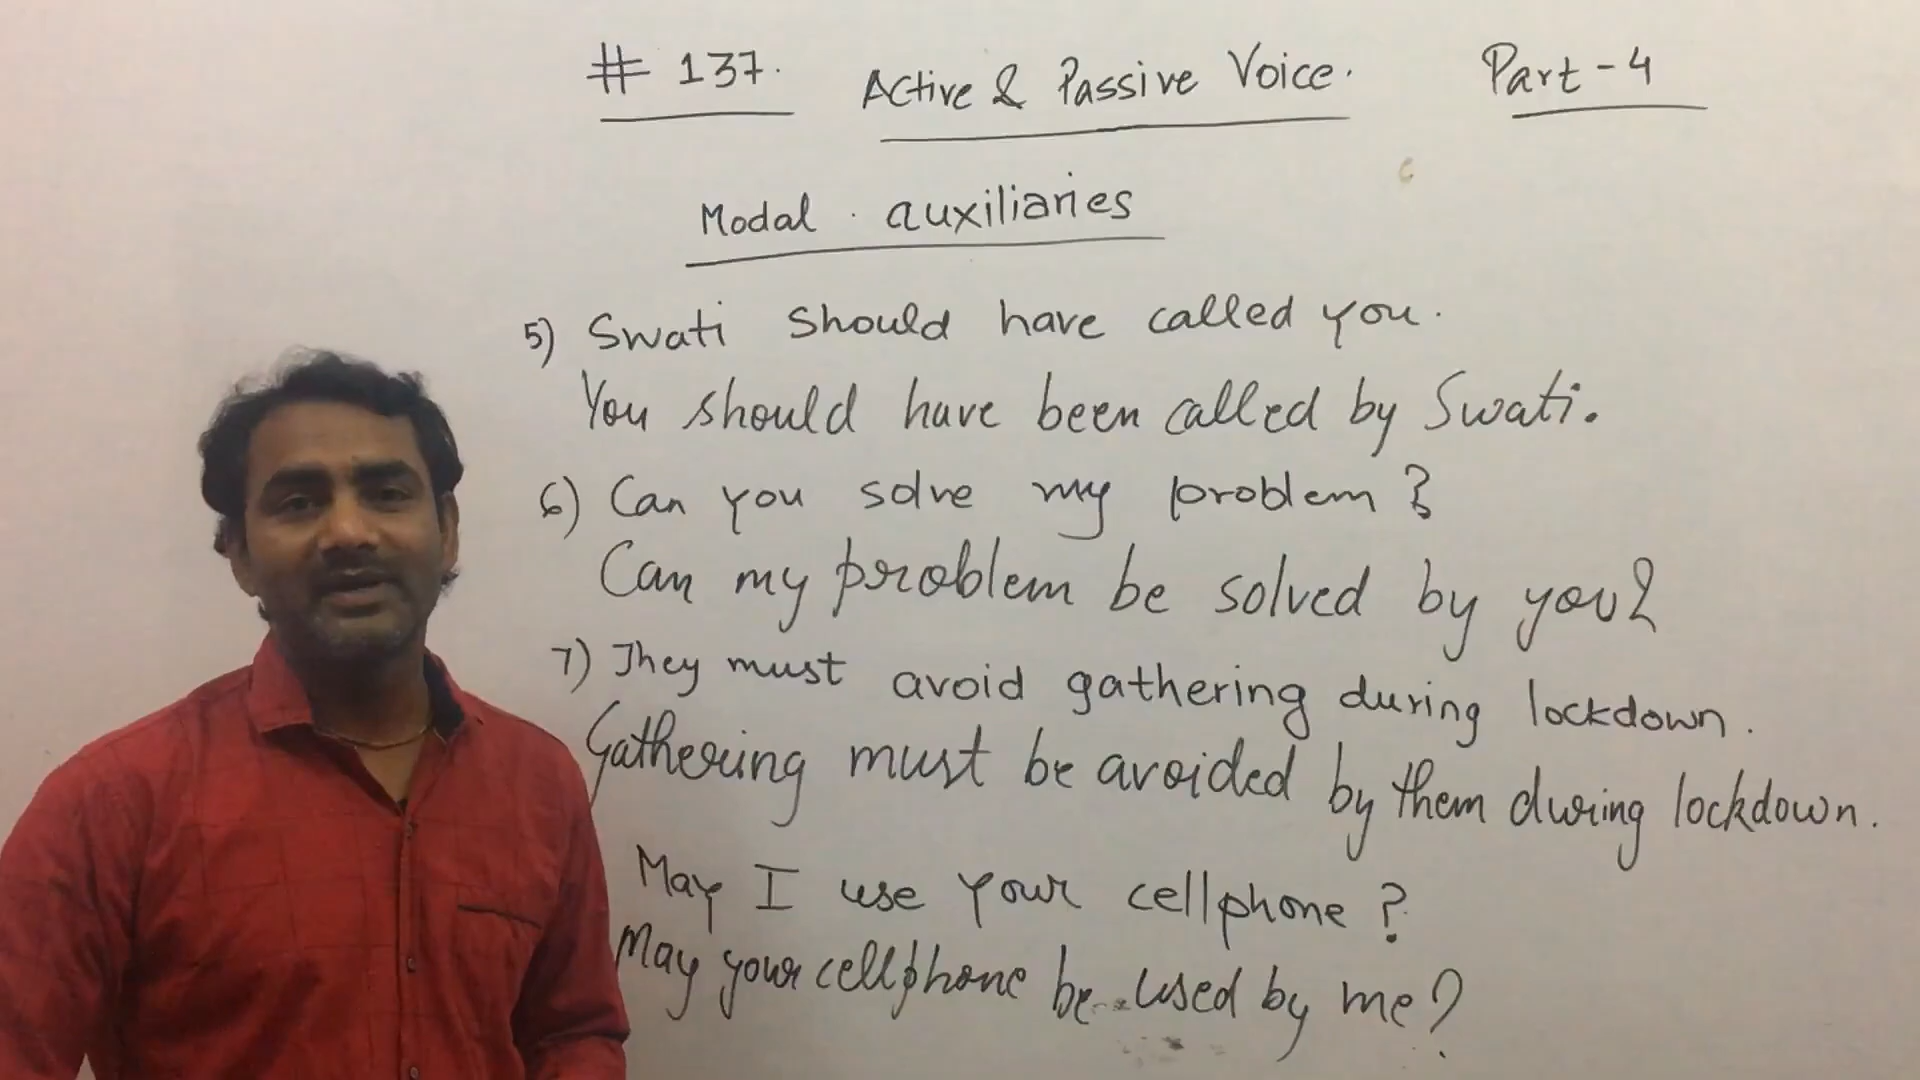 # 137. Active & Passive Voice. Part-4
Modal auxiliaries
5) Swati should have called you.
You should have been called by Swati.
6) Can you solve my problem?
Can my problem be solved by you?
7) They must avoid gathering during lockdown.
Gathering must be avoided by them during lockdown.
May I use your cellphone?
May your cellphone be used by me?